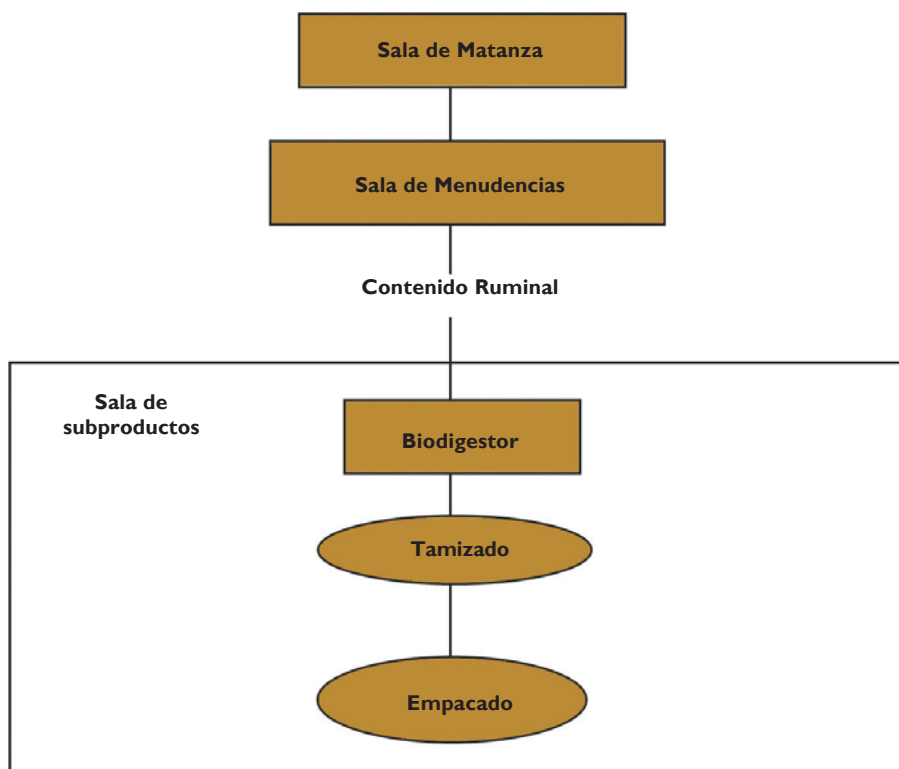 Sala de Matanza
Sala de Menudencias
Contenido Ruminal
Sala de
subproductos
Biodigestor
Tamizado
Empacado